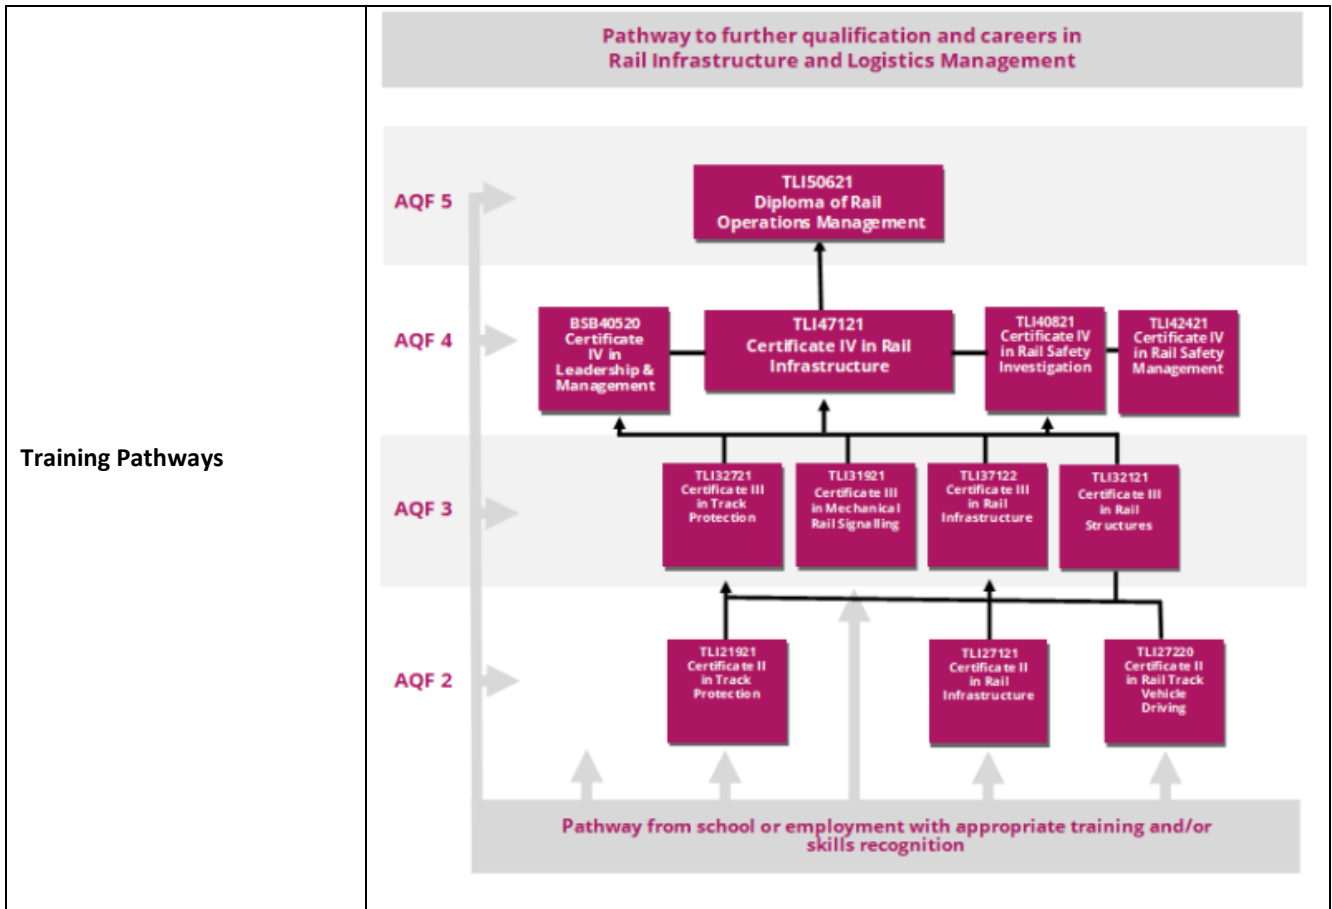 Pathway to further qualification and careers in
Rail Infrastructure and Logistics Management
AQF 5
TLI50621
Diploma of Rail
Operations Management
AQF 4
BSB40520
Certificate
IV in
Leadership &
Management
TLI47121
Certificate IV in Rail
Infrastructure
TLI40821
Certificate IV
in Rail Safety
Investigation
TLI42421
Certificate IV
in Rail Safety
Management
Training Pathways
AQF 3
TLI32721
Certificate III
in Track
Protection
TLI31921
Certificate III
in Mechanical
Rail Signalling
TLI37122
Certificate III
in Rail
Infrastructure
TLI32121
Certificate III
in Rail
Structures
AQF 2
TLI21921
Certificate II
in Track
Protection
TLI27121
Certificate II
in Rail
Infrastructure
TLI27220
Certificate II
in Rail Track
Vehicle
Driving
Pathway from school or employment with appropriate training and/or
skills recognition